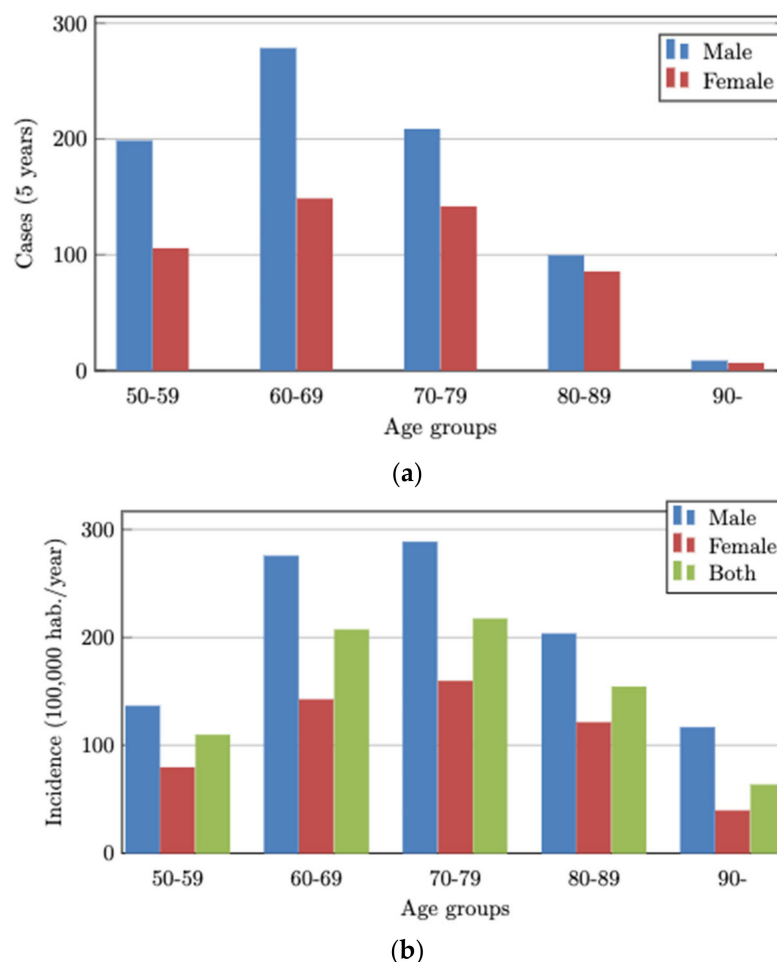 300
200
100
0
Cases (5 years)
Male
Female
50-59 60-69 70-79 80-89 90-
Age groups
(a)
300
200
100
0
Incidence (100,000 hab./year)
Male
Female
Both
50-59 60-69 70-79 80-89 90-
Age groups
(b)